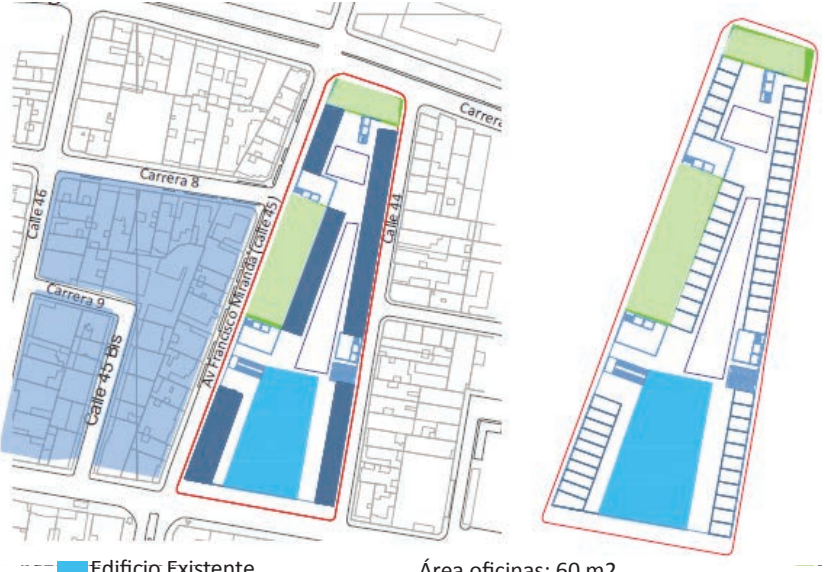 Carrera
Carrera 8
Calle 46
Av Francisco Miranda (calle 45)
Calle 44
Carrera 9
Calle 45 Bis
Edificio Existente
Área oficinas: 60 m2